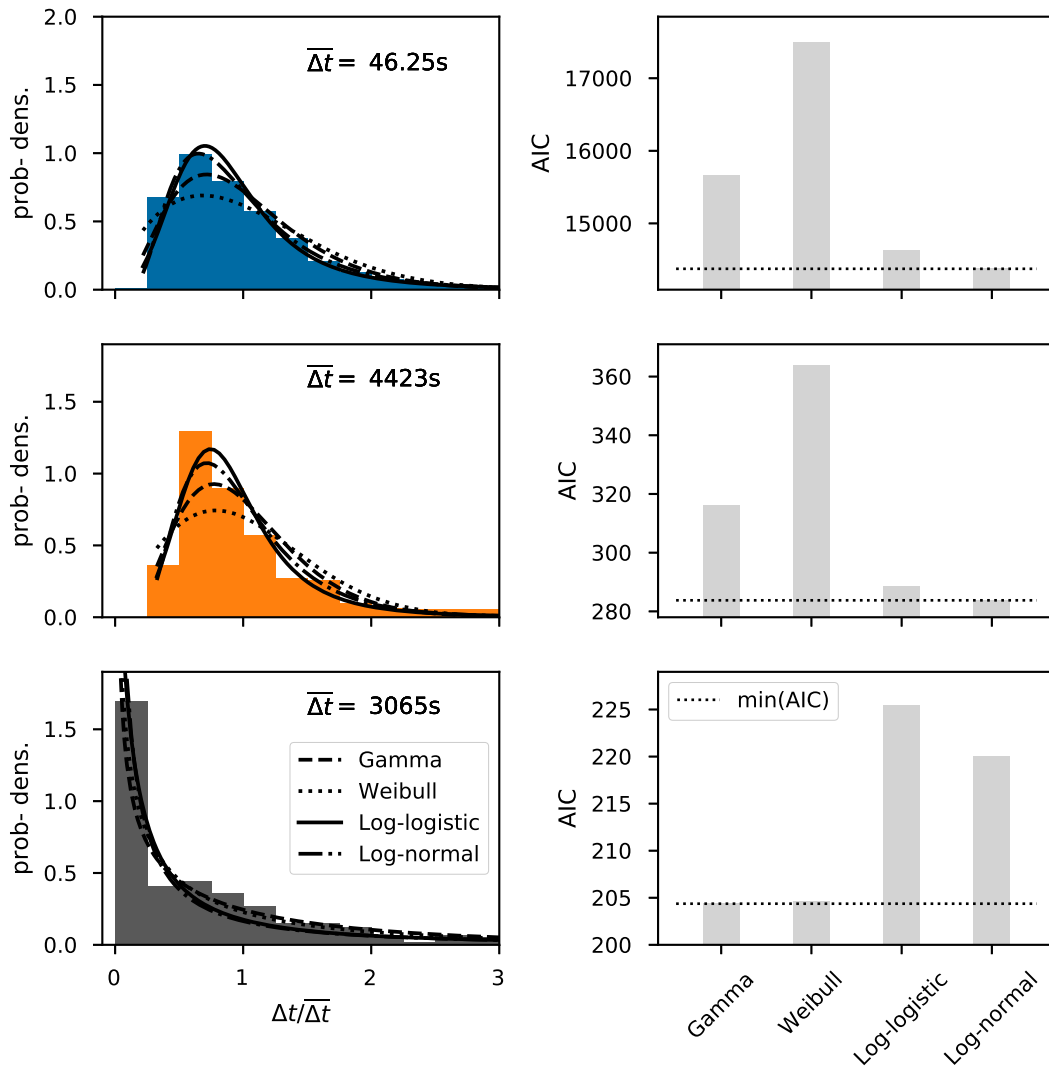 2.0
1.5
1.0
0.5
0.0
prob- dens.
Δt = 46.25s
17000
16000
15000
AIC
1.5
1.0
0.5
0.0
prob- dens.
Δt = 4423s
360
340
320
300
280
AIC
1.5
1.0
0.5
0.0
prob- dens.
Δt = 3065s
Gamma
Weibull
Log-logistic
Log-normal
0 1 2 3
Δt/Δt
225
220
215
210
205
200
AIC
min(AIC)
Gamma
Weibull
Log-logistic
Log-normal